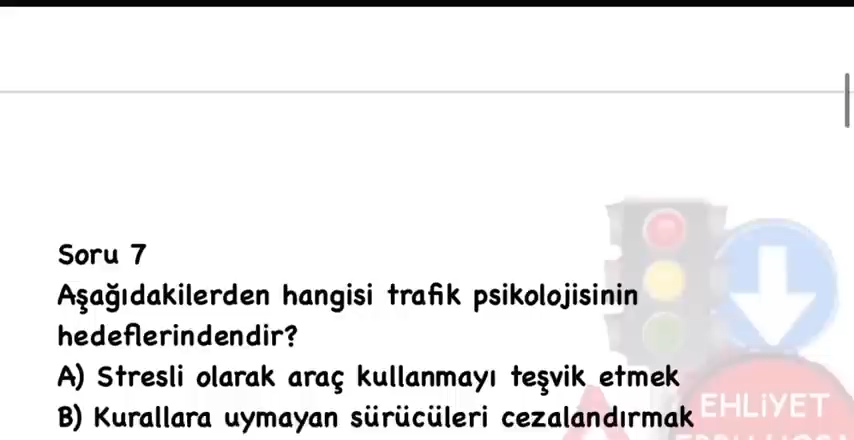 Soru 7
Aşağıdakilerden hangisi trafik psikolojisinin
hedeflerindendir?
A) Stresli olarak araç kullanmayı teşvik etmek
B) Kurallara uymayan sürücüleri cezalandırmak
EHLİYET